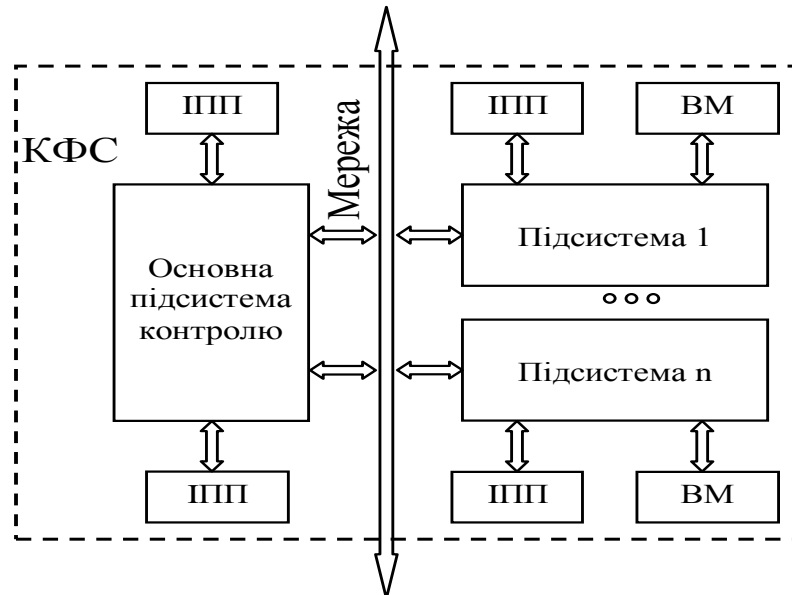 ІПП
ІПП
ВМ
КФС
Мережа
Основна
підсистема
контролю
Підсистема 1
Підсистема n
ІПП
ІПП
ВМ